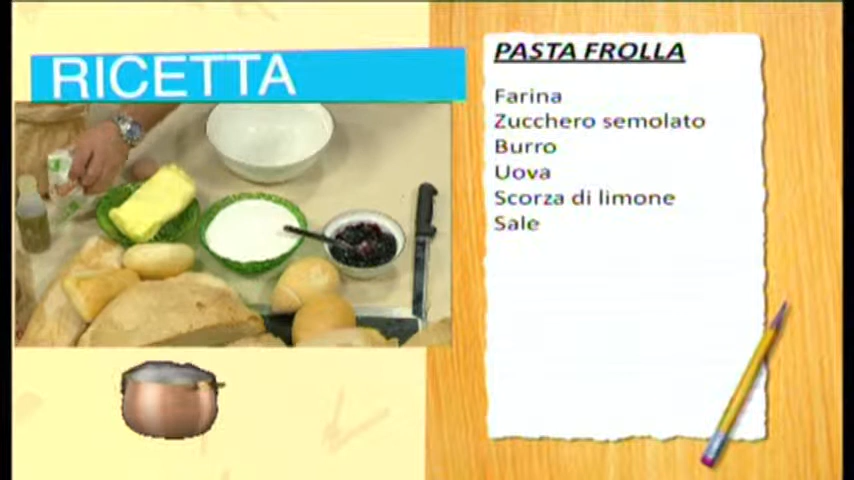 RICETTA
PASTA FROLLA
Farina
Zucchero semolato
Burro
Uova
Scorza di limone
Sale